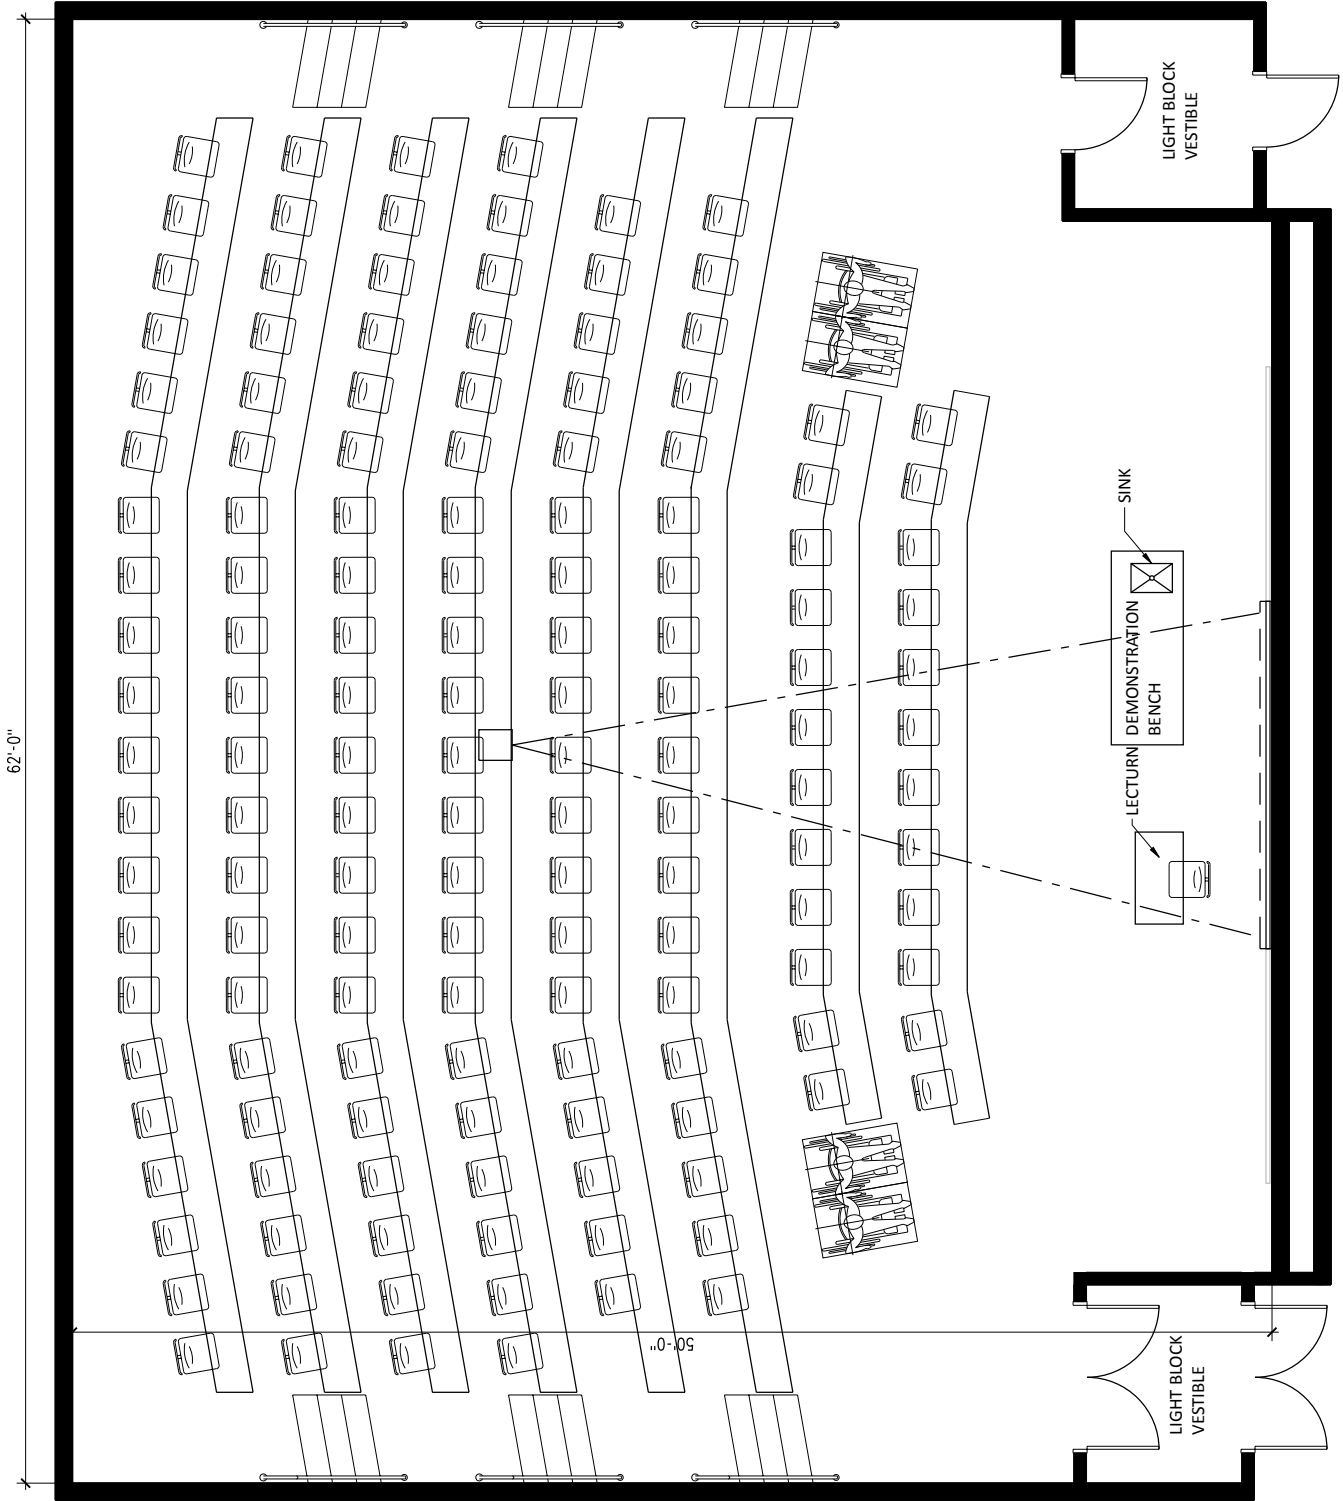 62'-0"
50'-0"
LIGHT BLOCK
VESTIBLE
SINK
DEMONSTRATION
BENCH
LECTURN
LIGHT BLOCK
VESTIBLE